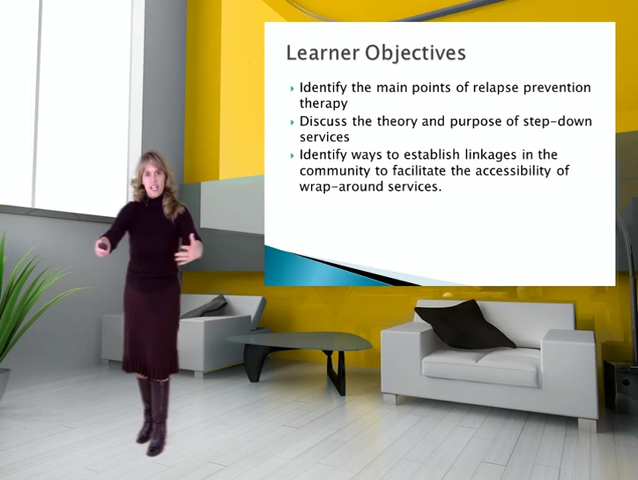 Learner Objectives
Identify the main points of relapse prevention
therapy
Discuss the theory and purpose of step-down
services
Identify ways to establish linkages in the
community to facilitate the accessibility of
wrap-around services.